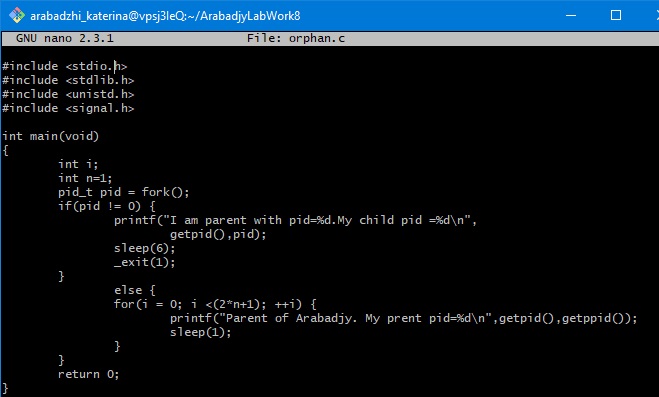 arabadzhi_katerina@vpsj3IeQ:~/ArabadjyLabWork8
GNU nano 2.3.1 File: orphan.c
#include <stdio.h>
#include <stdlib.h>
#include <unistd.h>
#include <signal.h>
int main(void)
{
int i;
int n=1;
pid_t pid = fork();
if(pid != 0) {
printf("I am parent with pid=%d.My child pid =%d\n",
getpid(),pid);
sleep(6);
_exit(1);
}
else {
for(i = 0; i <(2*n+1); ++i) {
printf("Parent of Arabadjy. My prent pid=%d\n",getpid(),getppid());
sleep(1);
}
}
return 0;
}